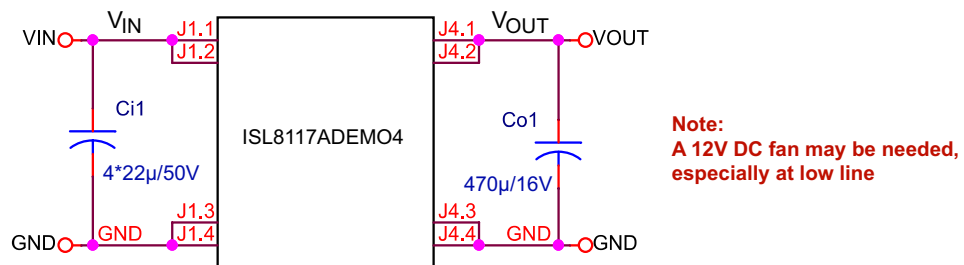 VIN
VIN
J1.1
J1.2
J4.1
J4.2
VOUT
VOUT
Ci1
4*22µ/50V
ISL8117ADEMO4
Co1
470µ/16V
Note:
A 12V DC fan may be needed,
especially at low line
GND
GND
J1.3
J1.4
J4.3
J4.4
GND
GND